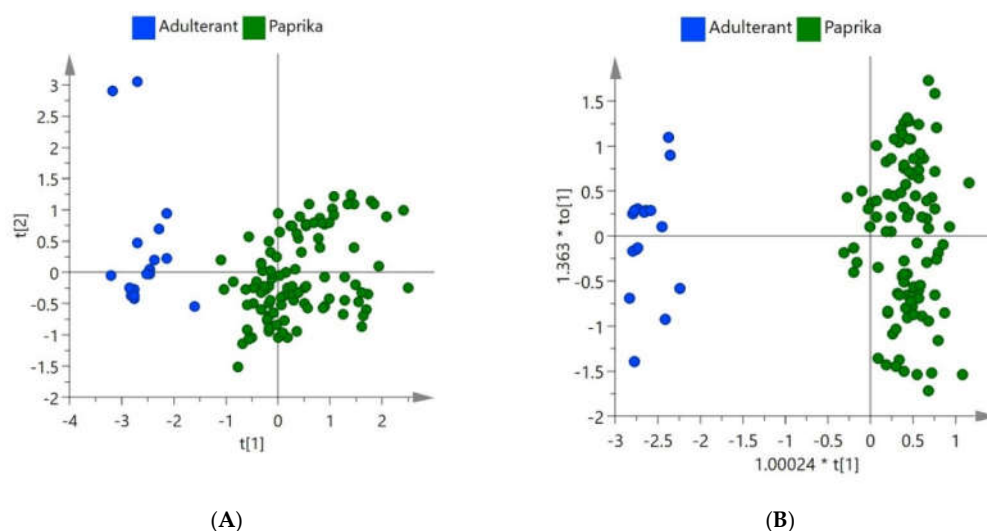 Adulterant Paprika
3
2.5
2
1.5
1
0.5
0
-0.5
-1
-1.5
-2
t[2]
-4 -3 -2 -1 0 1 2
t[1]
(A)
Adulterant Paprika
1.5
1
0.5
0
-0.5
-1
-1.5
-2
1.363 * to[1]
-3 -2.5 -2 -1.5 -1 -0.5 0 0.5 1
1.00024 * t[1]
(B)